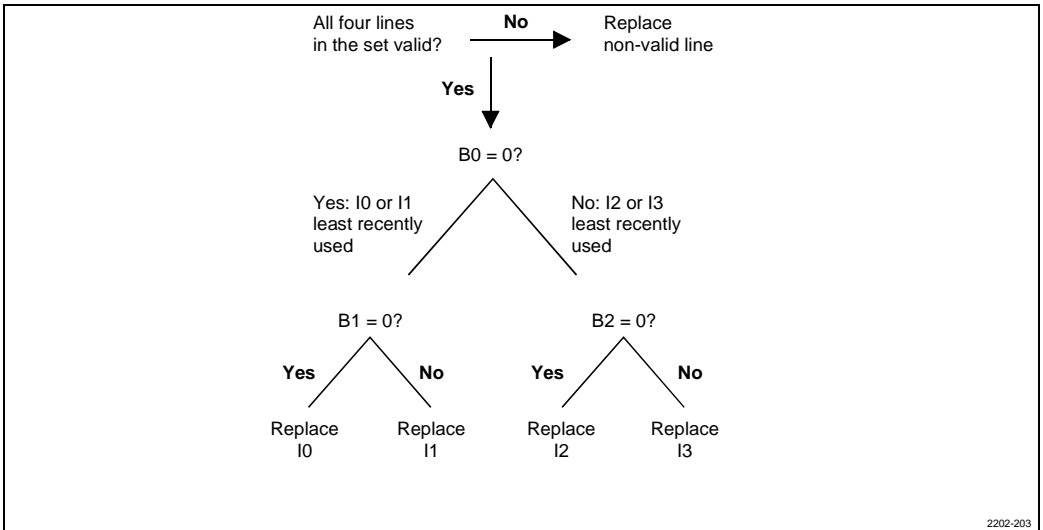 All four lines
in the set valid?
No
Replace
non-valid line
Yes
B0 = 0?
Yes: I0 or I1
least recently
used
No: I2 or I3
least recently
used
B1 = 0?
B2 = 0?
Yes
No
Yes
No
Replace
I0
Replace
I1
Replace
I2
Replace
I3
2202-203